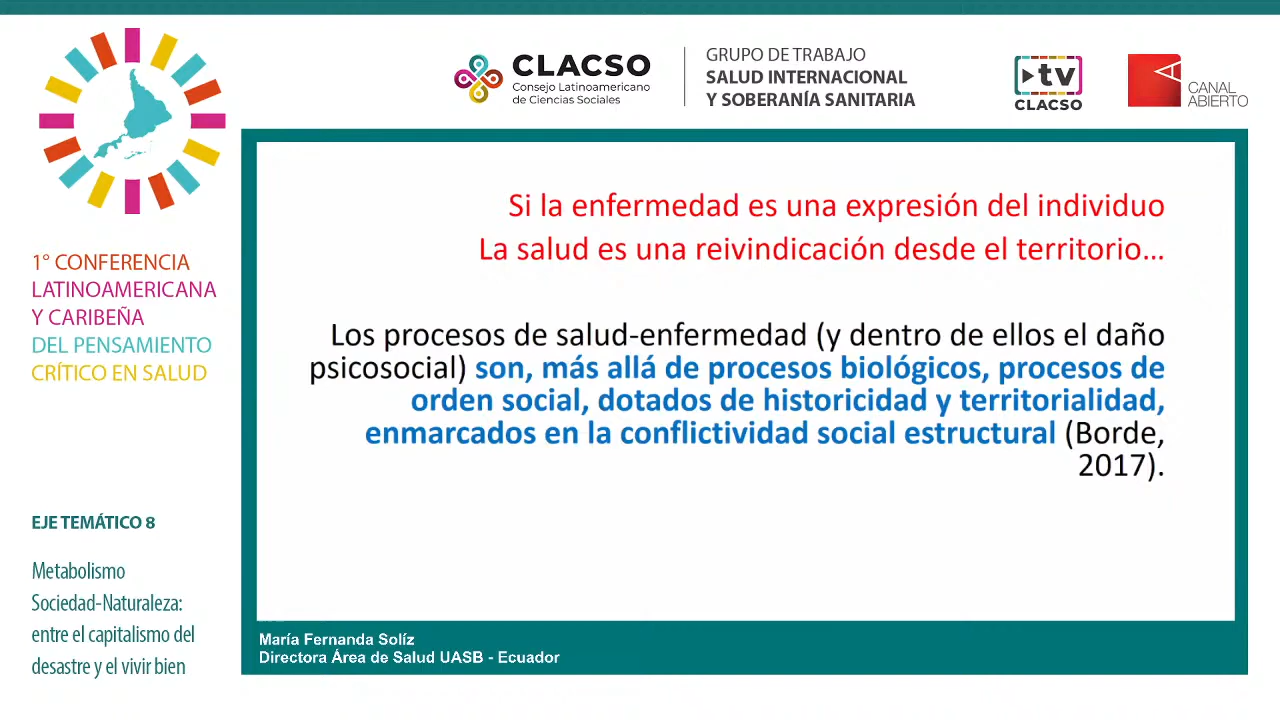 CLACSO
Consejo Latinoamericano
de Ciencias Sociales
GRUPO DE TRABAJO
SALUD INTERNACIONAL
Y SOBERANÍA SANITARIA
tv
CLACSO
CANAL
ABIERTO
1° CONFERENCIA
LATINOAMERICANA
Y CARIBEÑA
DEL PENSAMIENTO
CRÍTICO EN SALUD
EJE TEMÁTICO 8
Metabolismo
Sociedad-Naturaleza:
entre el capitalismo del
desastre y el vivir bien
Si la enfermedad es una expresión del individuo
La salud es una reivindicación desde el territorio...
Los procesos de salud-enfermedad (y dentro de ellos el daño
psicosocial) son, más allá de procesos biológicos, procesos de
orden social, dotados de historicidad y territorialidad,
enmarcados en la conflictividad social estructural (Borde,
2017).
María Fernanda Solíz
Directora Área de Salud UASB - Ecuador